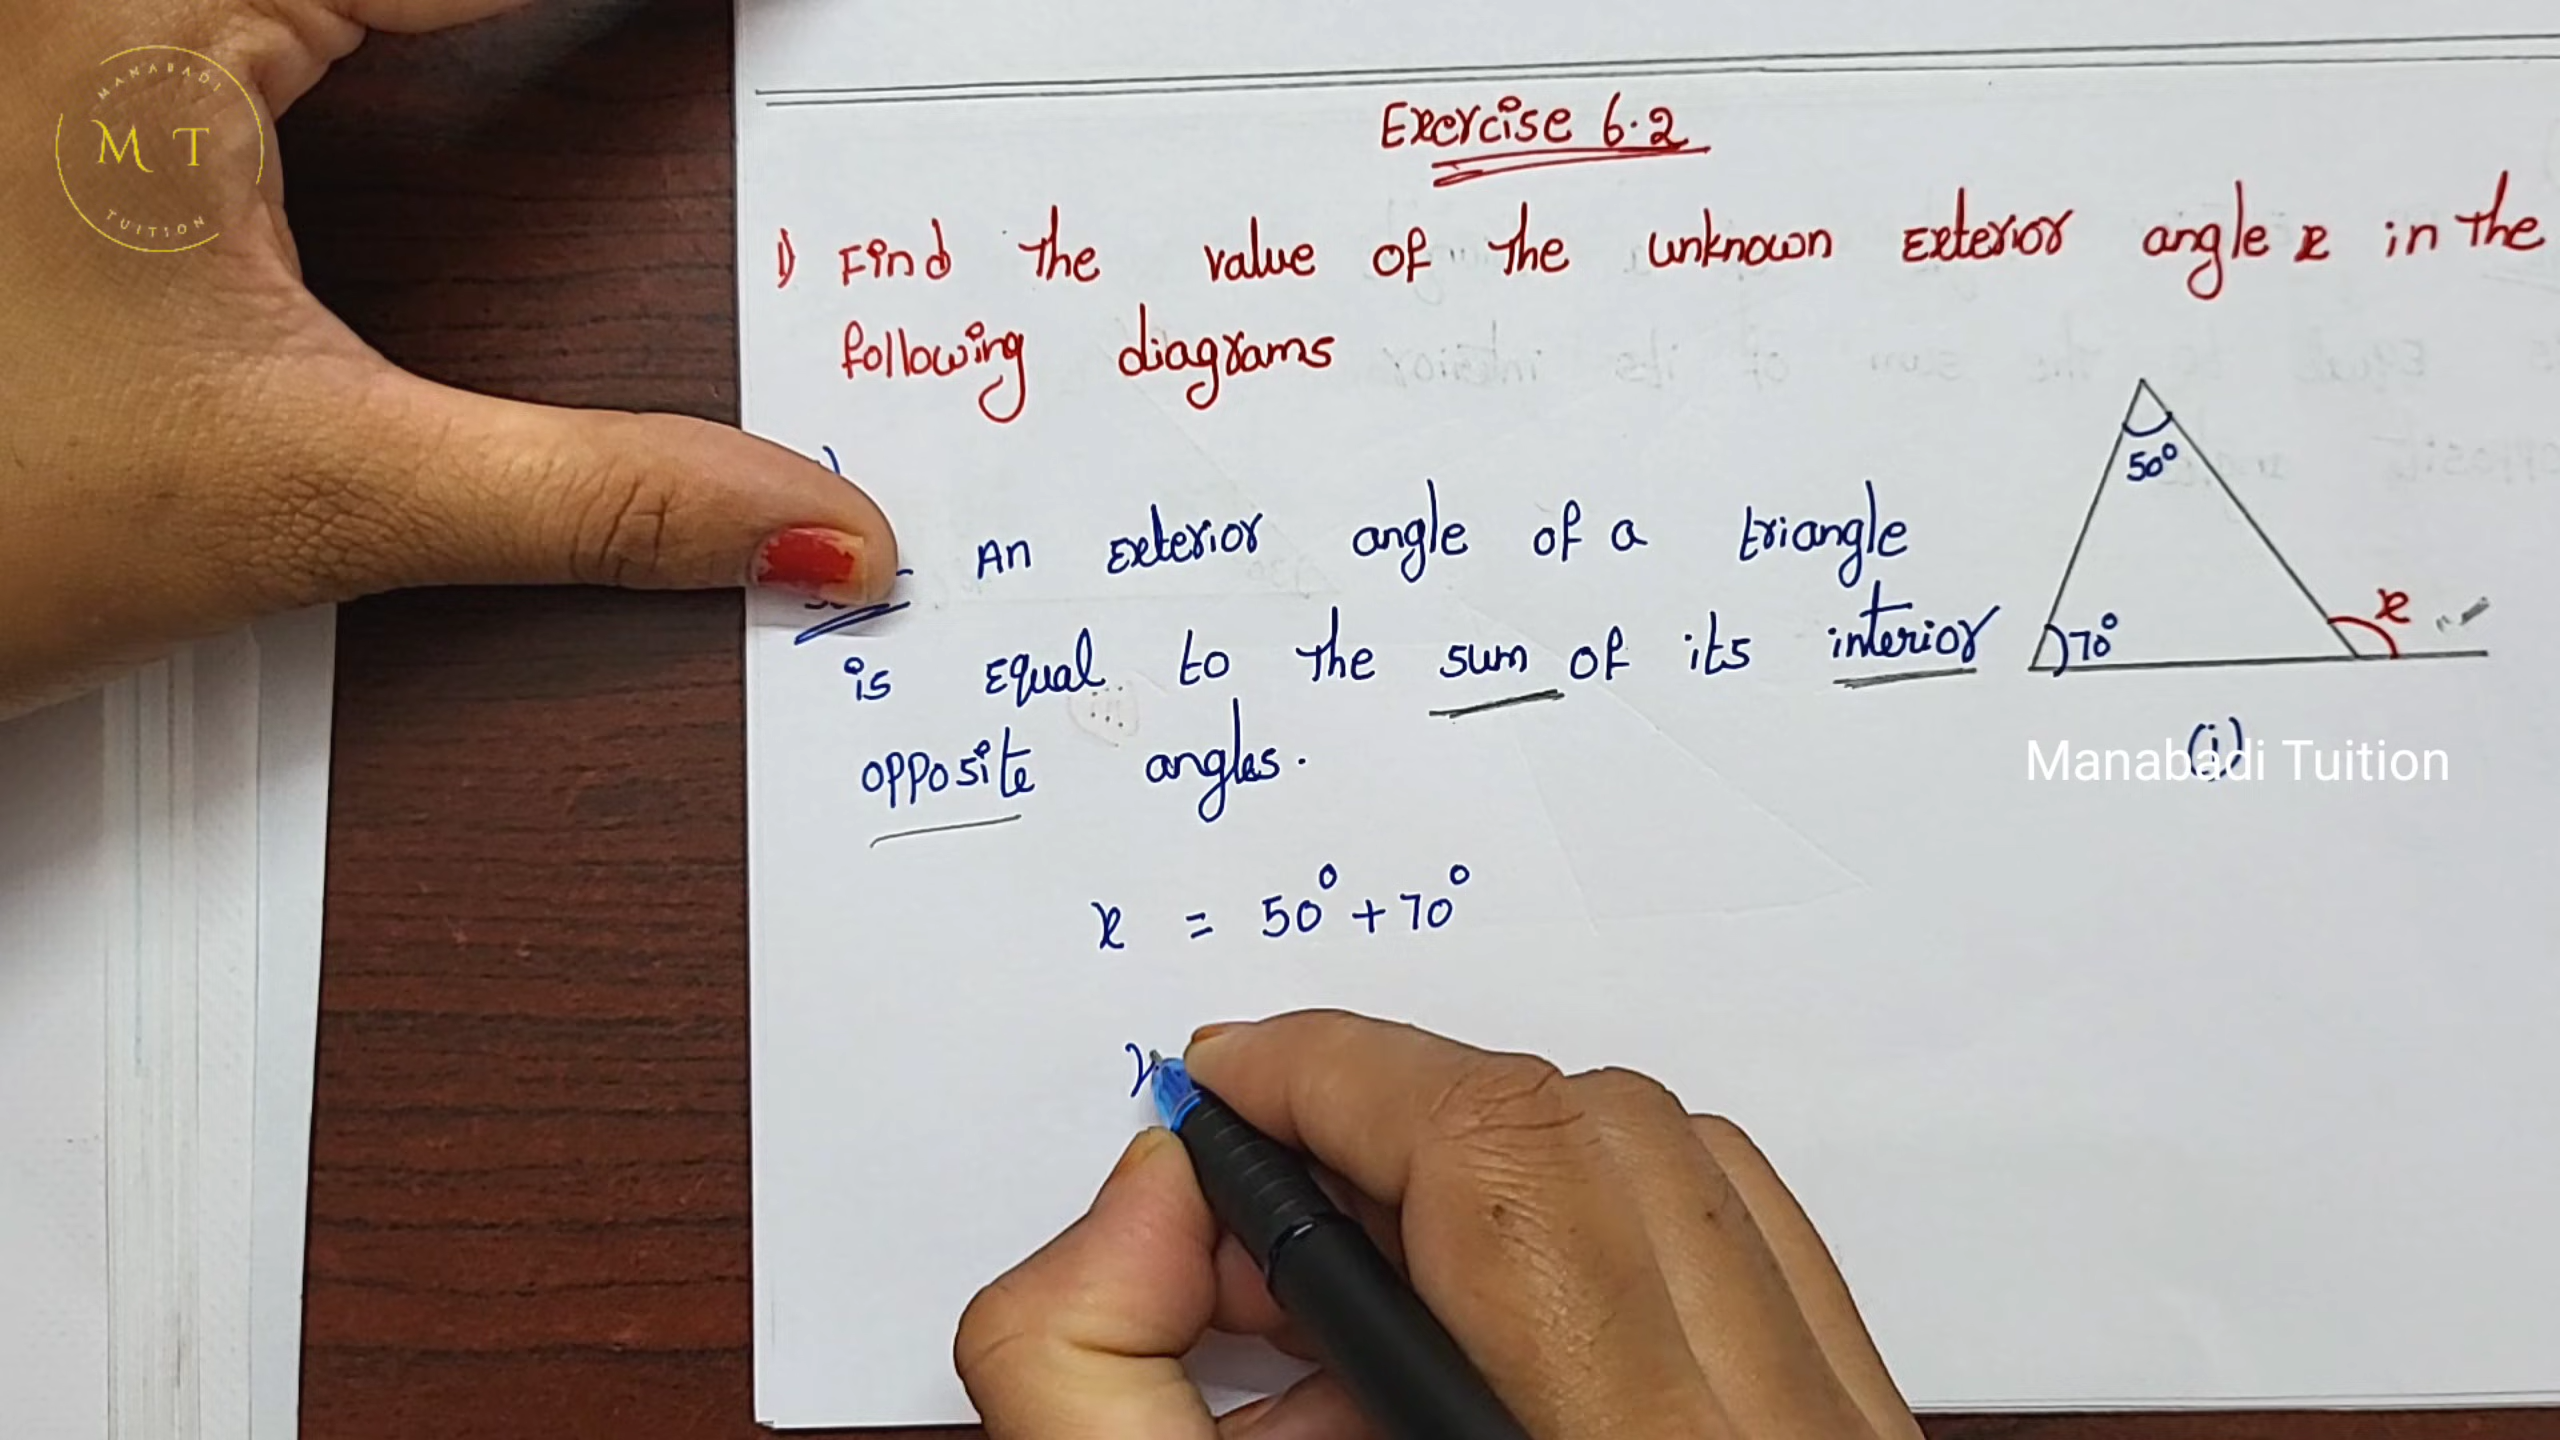 MANABADI
M T
TUITION
Exercise 6.2
1) Find the value of the unknown exterior angle x in the
following diagrams
50°
An exterior angle of a triangle
70° x
is equal to the sum of its interior
opposite angles.
(i)
Manabadi Tuition
x = 50° + 70°